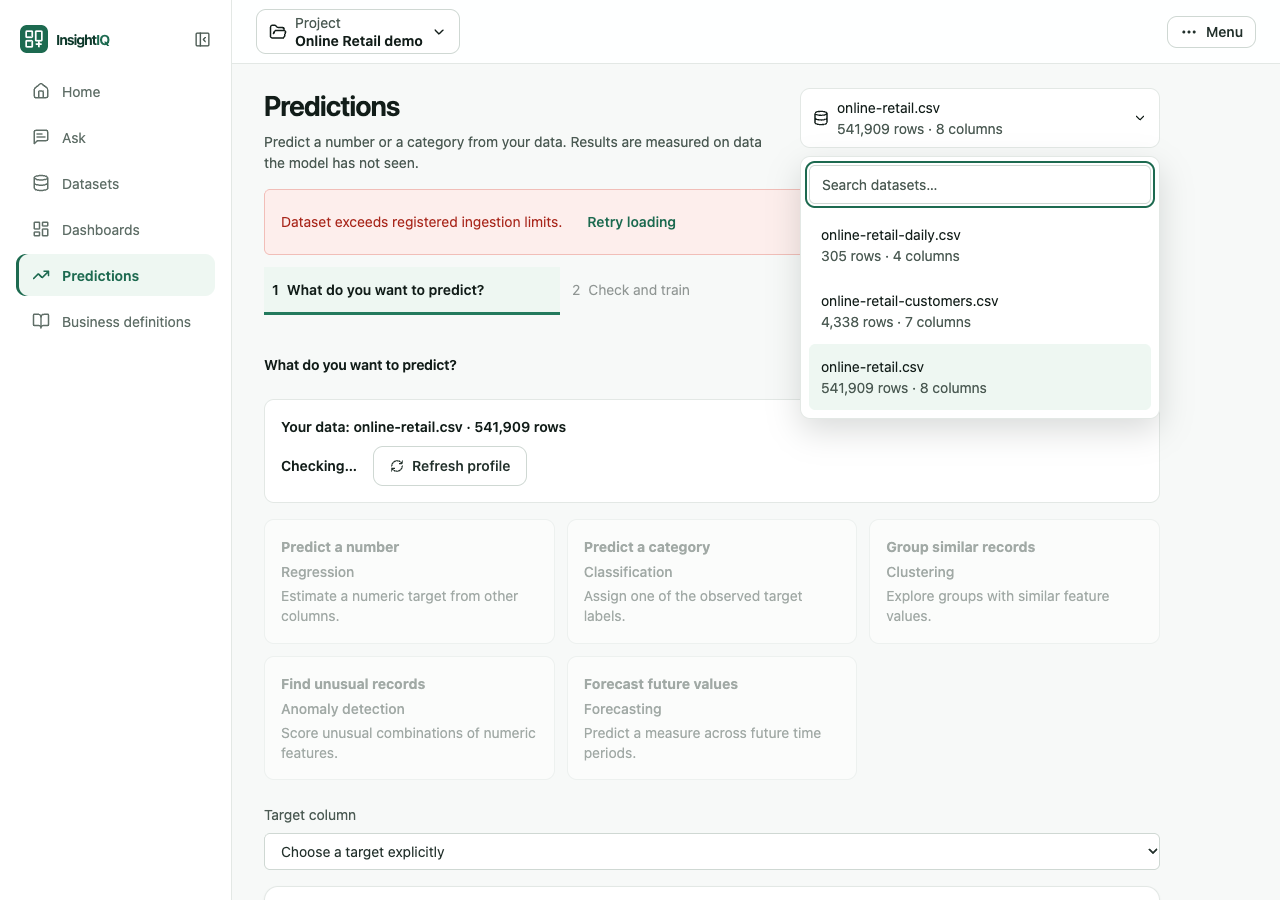 InsightIQ
Home
Ask
Datasets
Dashboards
Predictions
Business definitions
Project
Online Retail demo
Menu
Predictions
Predict a number or a category from your data. Results are measured on data
the model has not seen.
online-retail.csv
541,909 rows · 8 columns
Search datasets...
online-retail-daily.csv
305 rows · 4 columns
online-retail-customers.csv
4,338 rows · 7 columns
online-retail.csv
541,909 rows · 8 columns
Dataset exceeds registered ingestion limits. Retry loading
1 What do you want to predict?
2 Check and train
What do you want to predict?
Your data: online-retail.csv · 541,909 rows
Checking... Refresh profile
Predict a number
Regression
Estimate a numeric target from other
columns.
Predict a category
Classification
Assign one of the observed target
labels.
Group similar records
Clustering
Explore groups with similar feature
values.
Find unusual records
Anomaly detection
Score unusual combinations of numeric
features.
Forecast future values
Forecasting
Predict a measure across future time
periods.
Target column
Choose a target explicitly